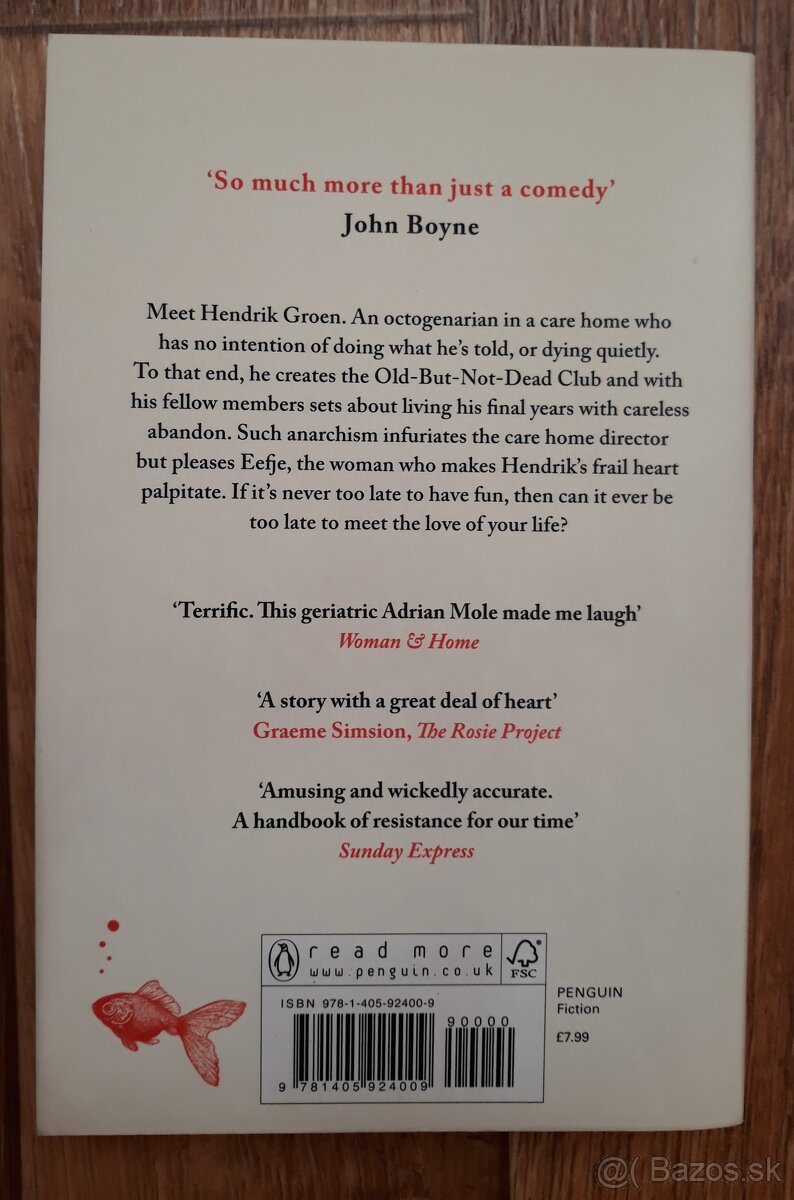 ‘So much more than just a comedy’
John Boyne
Meet Hendrik Groen. An octogenarian in a care home who
has no intention of doing what he’s told, or dying quietly.
To that end, he creates the Old-But-Not-Dead Club and with
his fellow members sets about living his final years with careless
abandon. Such anarchism infuriates the care home director
but pleases Eefje, the woman who makes Hendrik’s frail heart
palpitate. If it’s never too late to have fun, then can it ever be
too late to meet the love of your life?
‘Terrific. This geriatric Adrian Mole made me laugh’
Woman & Home
‘A story with a great deal of heart’
Graeme Simsion, The Rosie Project
‘Amusing and wickedly accurate.
A handbook of resistance for our time’
Sunday Express
read more
www.penguin.co.uk
FSC
ISBN 978-1-405-92400-9
90000
9 781405 924009
PENGUIN
Fiction
£7.99
@( Bazos.sk